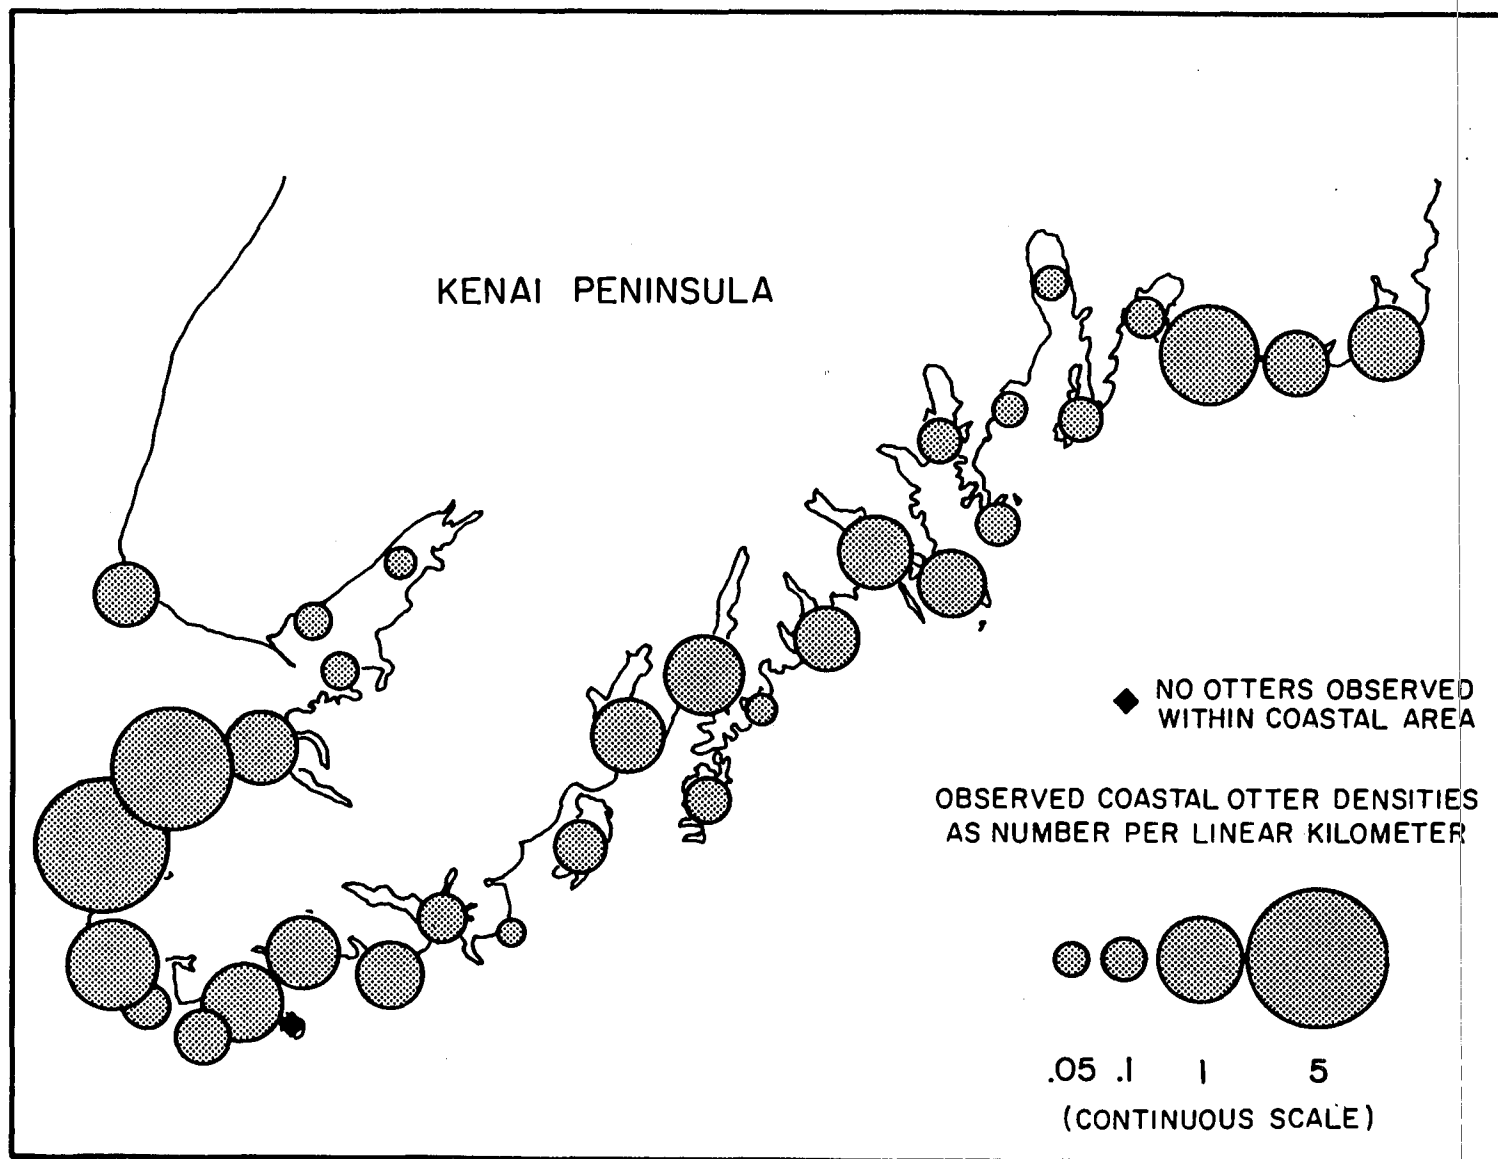 KENAI PENINSULA
NO OTTERS OBSERVED
WITHIN COASTAL AREA
OBSERVED COASTAL OTTER DENSITIES
AS NUMBER PER LINEAR KILOMETER
.05 .1 1 5
(CONTINUOUS SCALE)